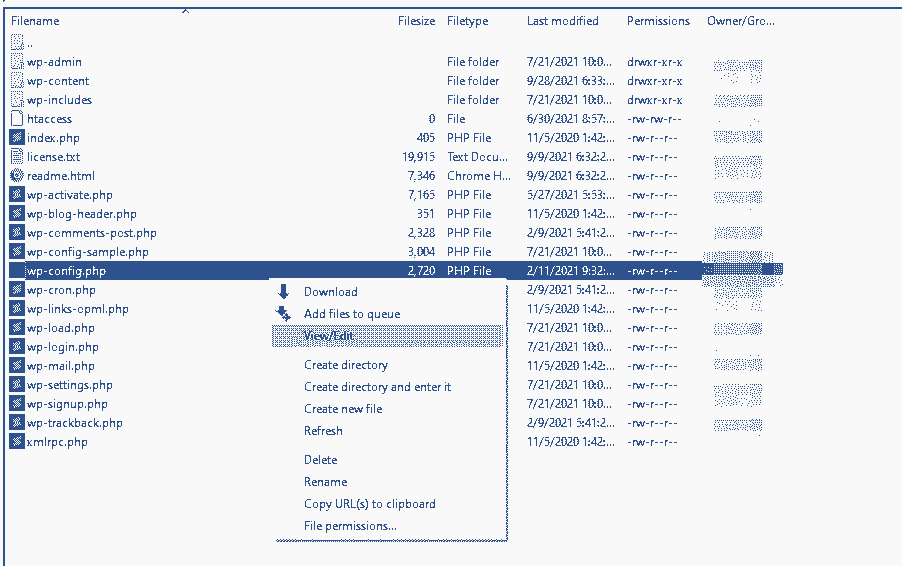 Filename Filesize Filetype Last modified Permissions Owner/Gro...
..
wp-admin File folder 7/21/2021 10:0... drwxr-xr-x
wp-content File folder 9/28/2021 6:33:... drwxr-xr-x
wp-includes File folder 7/21/2021 10:0... drwxr-xr-x
htaccess 0 File 6/30/2021 8:57:... -rw-rw-r--
index.php 405 PHP File 11/5/2020 1:42:... -rw-r--r--
license.txt 19,915 Text Docu... 9/9/2021 6:32:2... -rw-r--r--
readme.html 7,346 Chrome H... 9/9/2021 6:32:2... -rw-r--r--
wp-activate.php 7,165 PHP File 5/27/2021 5:53:... -rw-r--r--
wp-blog-header.php 351 PHP File 11/5/2020 1:42:... -rw-r--r--
wp-comments-post.php 2,328 PHP File 2/9/2021 5:41:2... -rw-r--r--
wp-config-sample.php 3,004 PHP File 7/21/2021 10:0... -rw-r--r--
wp-config.php 2,720 PHP File 2/11/2021 9:32:... -rw-r--r--
wp-cron.php 2/9/2021 5:41:2... -rw-r--r--
wp-links-opml.php 11/5/2020 1:42:... -rw-r--r--
wp-load.php 7/21/2021 10:0... -rw-r--r--
wp-login.php 7/21/2021 10:0... -rw-r--r--
wp-mail.php 11/5/2020 1:42:... -rw-r--r--
wp-settings.php 7/21/2021 10:0... -rw-r--r--
wp-signup.php 7/21/2021 10:0... -rw-r--r--
wp-trackback.php 2/9/2021 5:41:2... -rw-r--r--
xmlrpc.php 11/5/2020 1:42:... -rw-r--r--
Download
Add files to queue
View/Edit
Create directory
Create directory and enter it
Create new file
Refresh
Delete
Rename
Copy URL(s) to clipboard
File permissions...